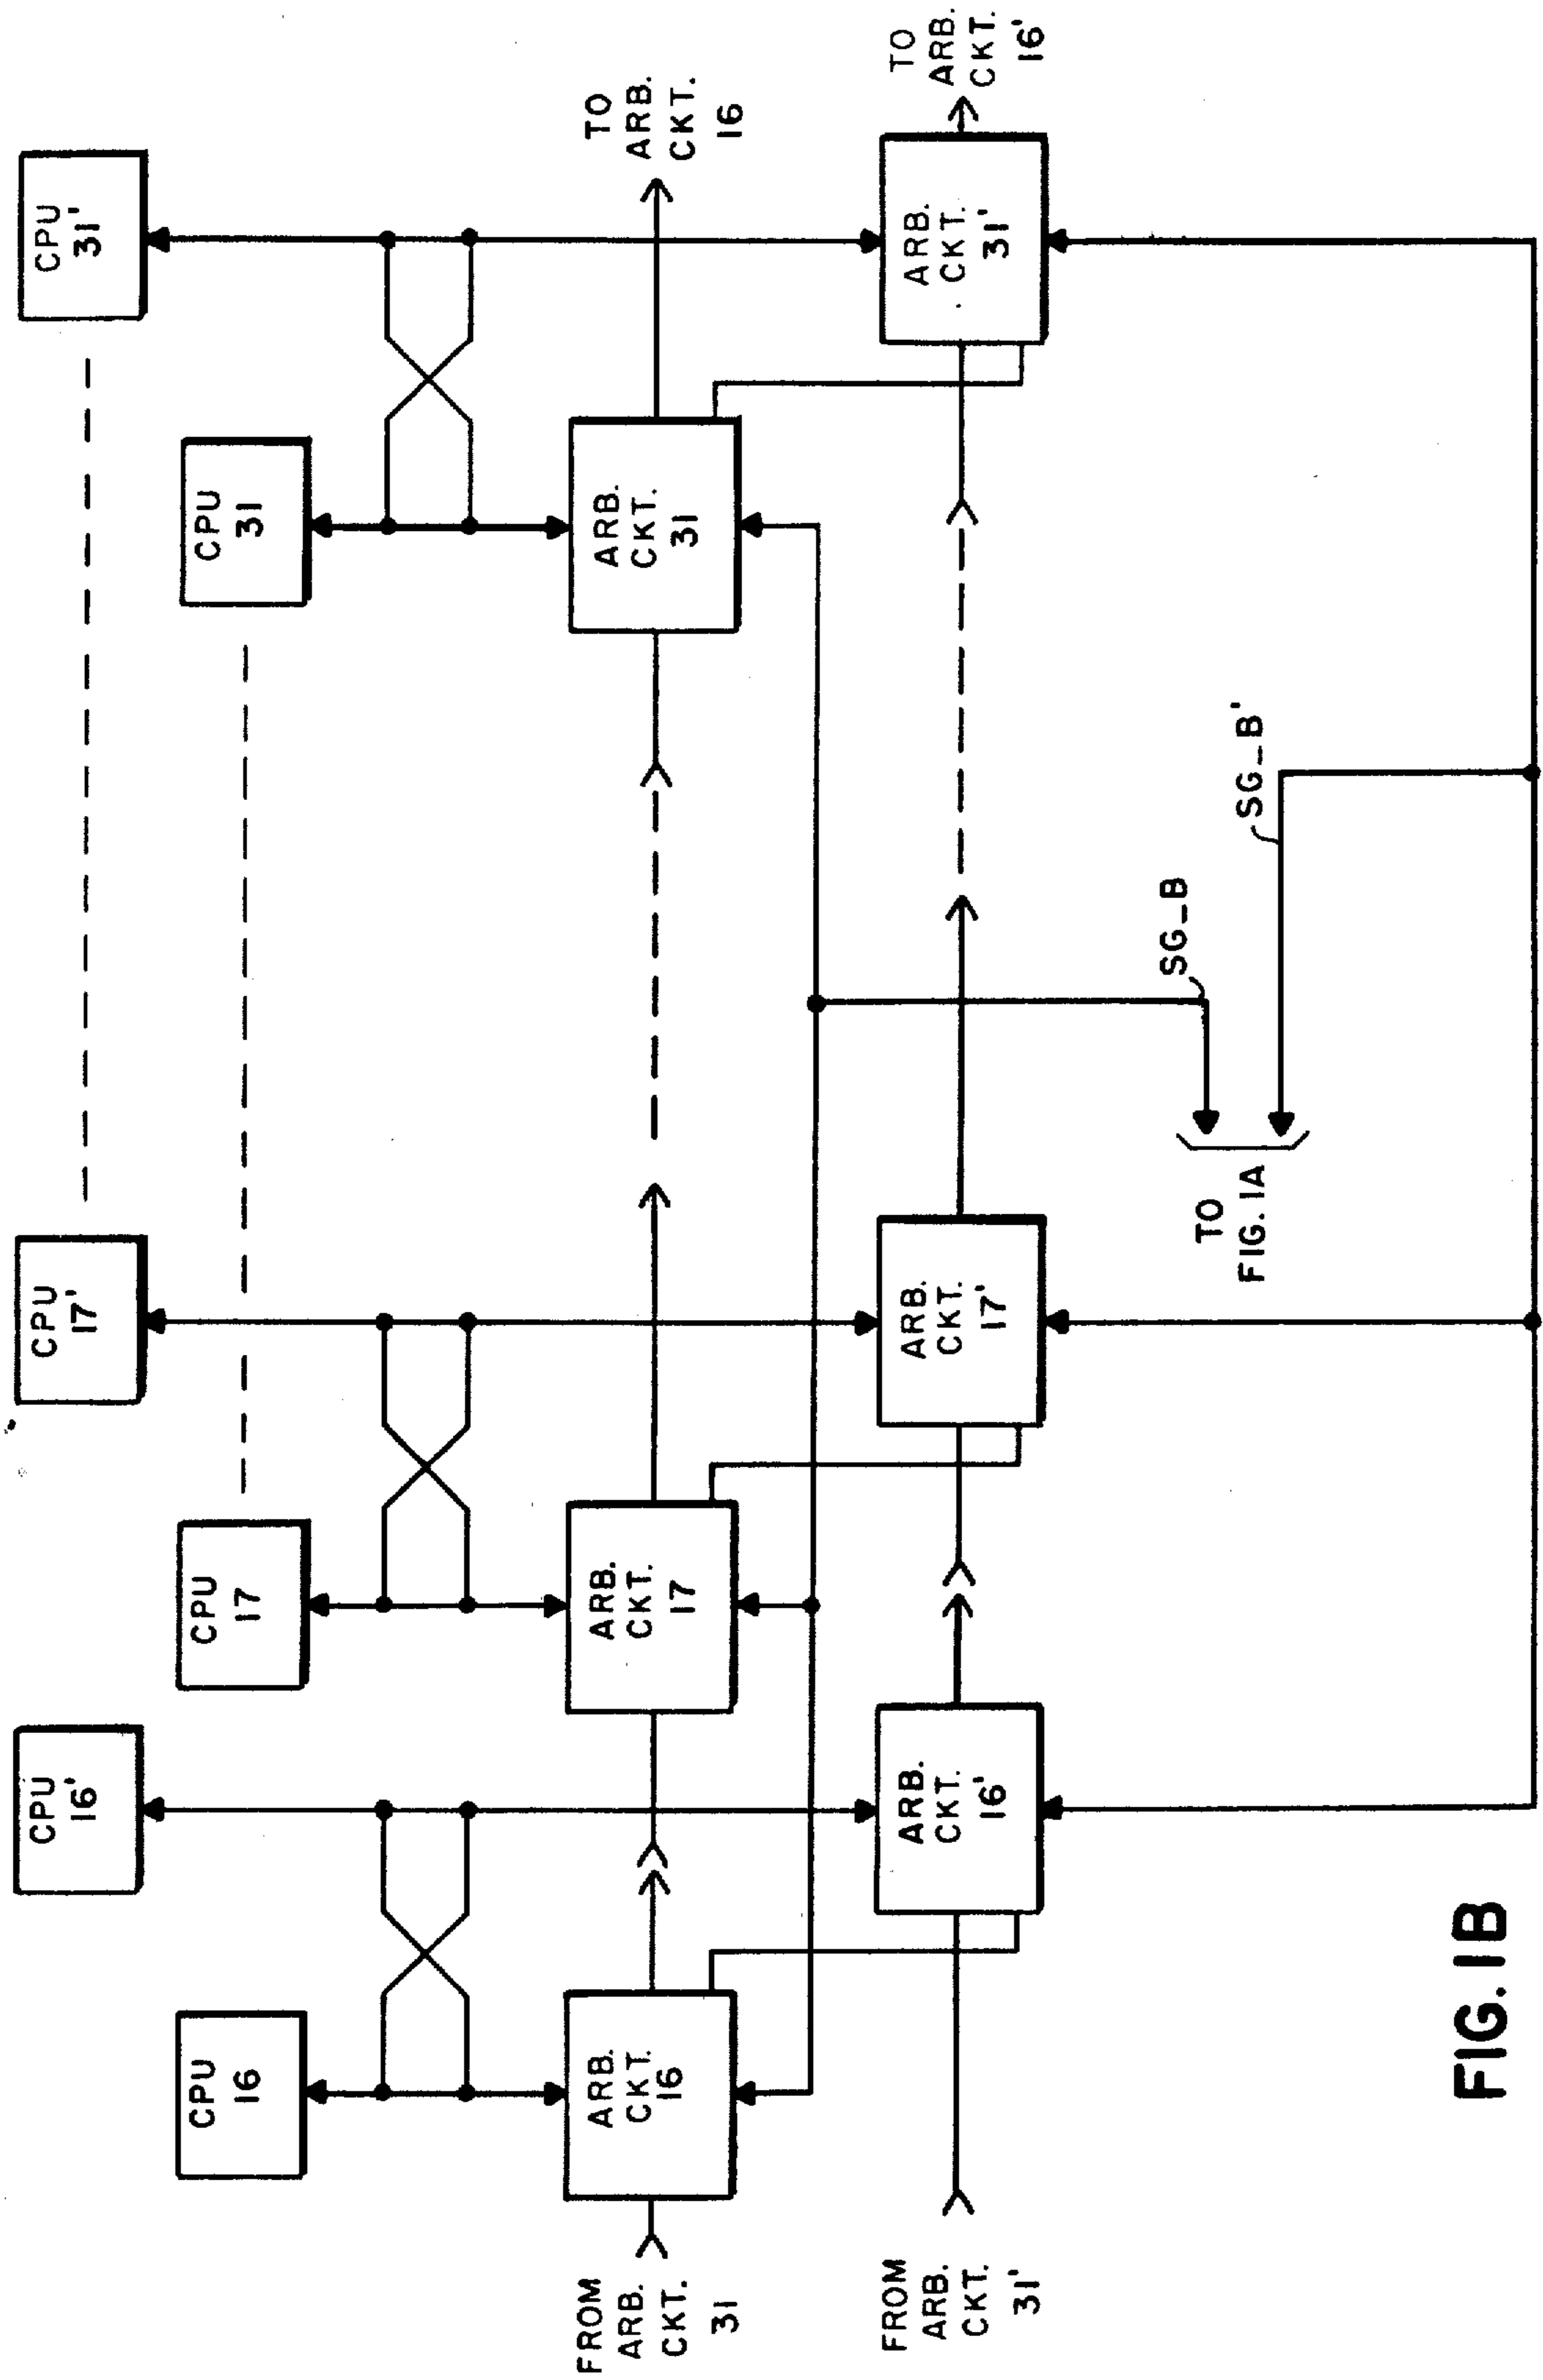 CPU
16'
CPU
17'
CPU
31'
CPU
16
CPU
17
CPU
31
FROM
ARB.
CKT.
31
ARB.
CKT.
16
ARB.
CKT.
17
ARB.
CKT.
31
TO
ARB.
CKT.
16
FROM
ARB.
CKT.
31'
ARB.
CKT.
16'
ARB.
CKT.
17'
ARB.
CKT.
31'
TO
ARB.
CKT.
16'
SG_B
SG_B'
TO
FIG. 1A
FIG. 1B